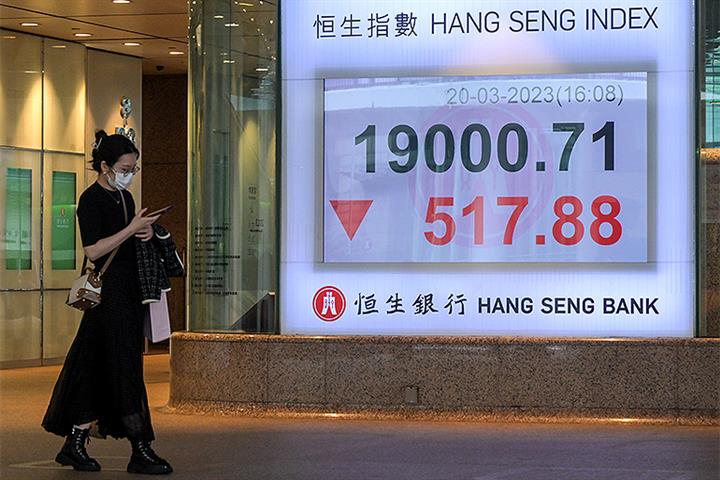 恒生指數 HANG SENG INDEX
20-03-2023(16:08)
19000.71
▼ 517.88
恒生銀行 HANG SENG BANK